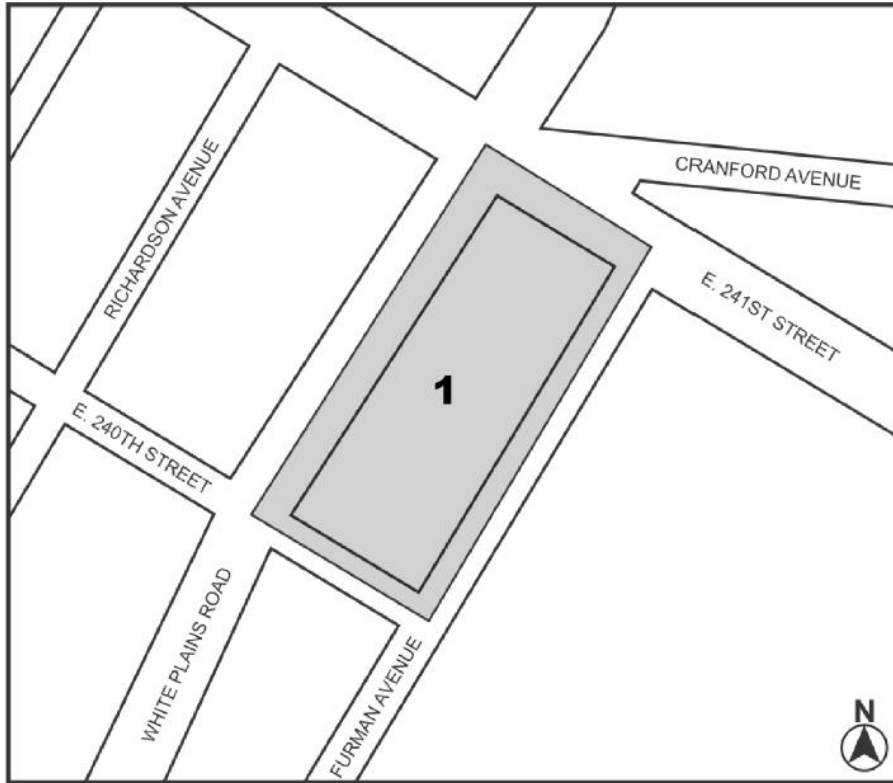 CRANFORD AVENUE
RICHARDSON AVENUE
E. 241ST STREET
1
E. 240TH STREET
WHITE PLAINS ROAD
FURMAN AVENUE
N